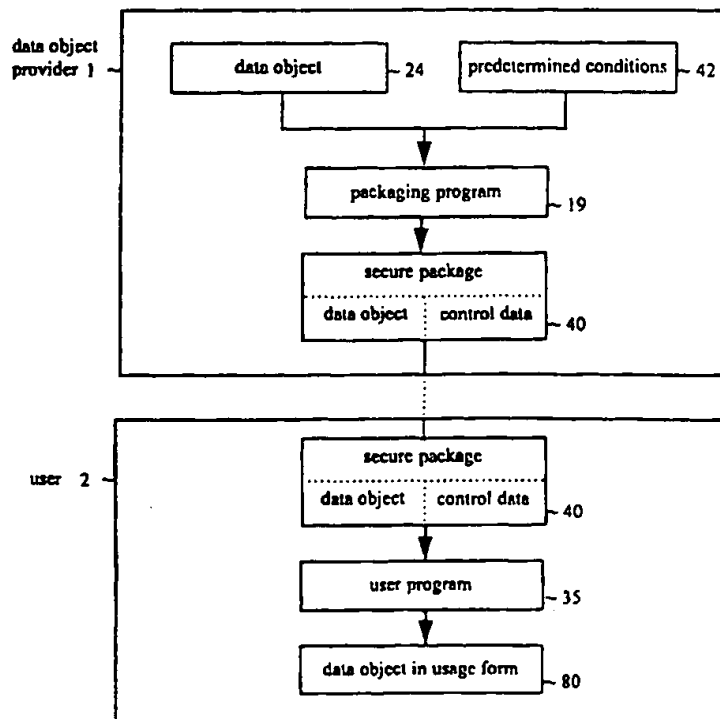 data object
provider 1
data object
24
predetermined conditions
42
packaging program
19
secure package
data object
control data
40
user 2
secure package
data object
control data
40
user program
35
data object in usage form
80